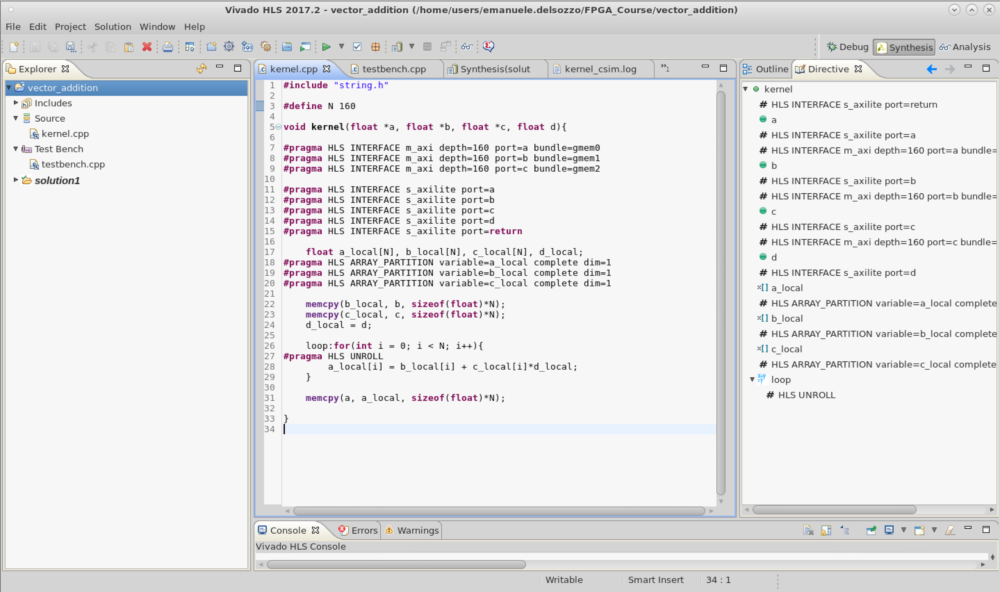 Vivado HLS 2017.2 - vector_addition (/home/users/emanuele.delsozzo/FPGA_Course/vector_addition)
File Edit Project Solution Window Help
Debug Synthesis Analysis
Explorer
vector_addition
Includes
Source
kernel.cpp
Test Bench
testbench.cpp
solution1
kernel.cpp testbench.cpp Synthesis(solut kernel_csim.log »1
1 #include "string.h"
2
3 #define N 160
4
5 void kernel(float *a, float *b, float *c, float d){
6
7 #pragma HLS INTERFACE m_axi depth=160 port=a bundle=gmem0
8 #pragma HLS INTERFACE m_axi depth=160 port=b bundle=gmem1
9 #pragma HLS INTERFACE m_axi depth=160 port=c bundle=gmem2
10
11 #pragma HLS INTERFACE s_axilite port=a
12 #pragma HLS INTERFACE s_axilite port=b
13 #pragma HLS INTERFACE s_axilite port=c
14 #pragma HLS INTERFACE s_axilite port=d
15 #pragma HLS INTERFACE s_axilite port=return
16
17 float a_local[N], b_local[N], c_local[N], d_local;
18 #pragma HLS ARRAY_PARTITION variable=a_local complete dim=1
19 #pragma HLS ARRAY_PARTITION variable=b_local complete dim=1
20 #pragma HLS ARRAY_PARTITION variable=c_local complete dim=1
21
22 memcpy(b_local, b, sizeof(float)*N);
23 memcpy(c_local, c, sizeof(float)*N);
24 d_local = d;
25
26 loop:for(int i = 0; i < N; i++){
27 #pragma HLS UNROLL
28 a_local[i] = b_local[i] + c_local[i]*d_local;
29 }
30
31 memcpy(a, a_local, sizeof(float)*N);
32
33 }
34
Outline Directive
kernel
# HLS INTERFACE s_axilite port=return
a
# HLS INTERFACE s_axilite port=a
# HLS INTERFACE m_axi depth=160 port=a bundle=
b
# HLS INTERFACE s_axilite port=b
# HLS INTERFACE m_axi depth=160 port=b bundle=
c
# HLS INTERFACE s_axilite port=c
# HLS INTERFACE m_axi depth=160 port=c bundle=
d
# HLS INTERFACE s_axilite port=d
x[] a_local
# HLS ARRAY_PARTITION variable=a_local complete
x[] b_local
# HLS ARRAY_PARTITION variable=b_local complete
x[] c_local
# HLS ARRAY_PARTITION variable=c_local complete
loop
# HLS UNROLL
Console Errors Warnings
Vivado HLS Console
Writable Smart Insert 34 : 1